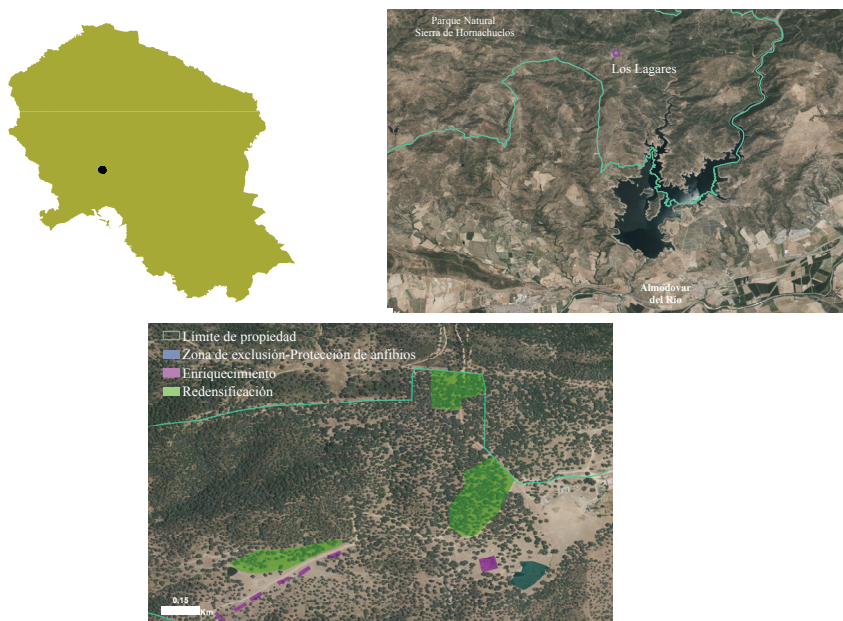 Parque Natural
Sierra de Hornachuelos
Los Lagares
Almodovar
del Río
Límite de propiedad
Zona de exclusión-Protección de anfibios
Enriquecimiento
Redensificación
0,15
Km